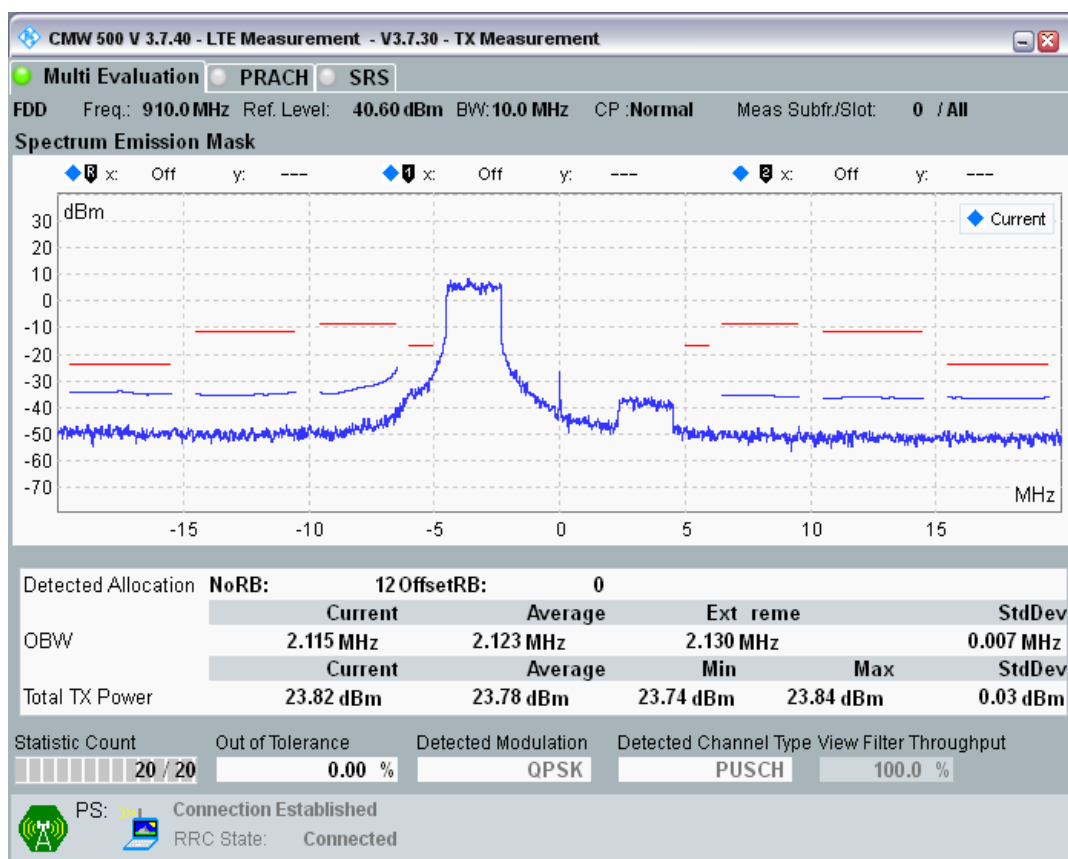 CMW 500 V 3.7.40 - LTE Measurement - V3.7.30 - TX Measurement
Multi Evaluation PRACH SRS
FDD Freq.: 910.0 MHz Ref. Level: 40.60 dBm BW: 10.0 MHz CP :Normal Meas Subfr./Slot: 0 / All
Spectrum Emission Mask
R x: Off y: --- 1 x: Off y: --- 2 x: Off y: ---
dBm
Current
30
20
10
0
-10
-20
-30
-40
-50
-60
-70
MHz
-15 -10 -5 0 5 10 15
Detected Allocation NoRB: 12 OffsetRB: 0
Current Average Ext reme StdDev
OBW 2.115 MHz 2.123 MHz 2.130 MHz 0.007 MHz
Current Average Min Max StdDev
Total TX Power 23.82 dBm 23.78 dBm 23.74 dBm 23.84 dBm 0.03 dBm
Statistic Count Out of Tolerance Detected Modulation Detected Channel Type View Filter Throughput
20 / 20 0.00 % QPSK PUSCH 100.0 %
PS: Connection Established
RRC State: Connected